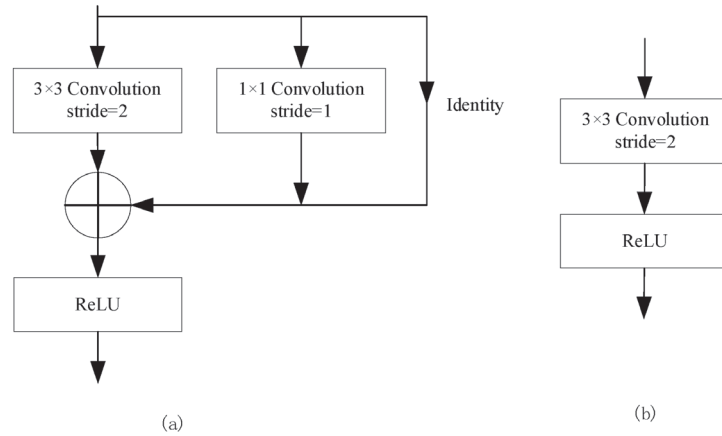 3×3 Convolution
stride=2
1×1 Convolution
stride=1
Identity
ReLU
(a)
3×3 Convolution
stride=2
ReLU
(b)